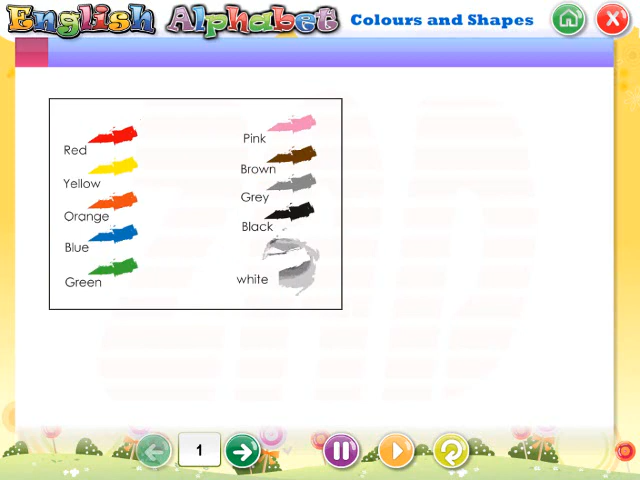 English Alphabet Colours and Shapes
Red
Yellow
Orange
Blue
Green
Pink
Brown
Grey
Black
white
1